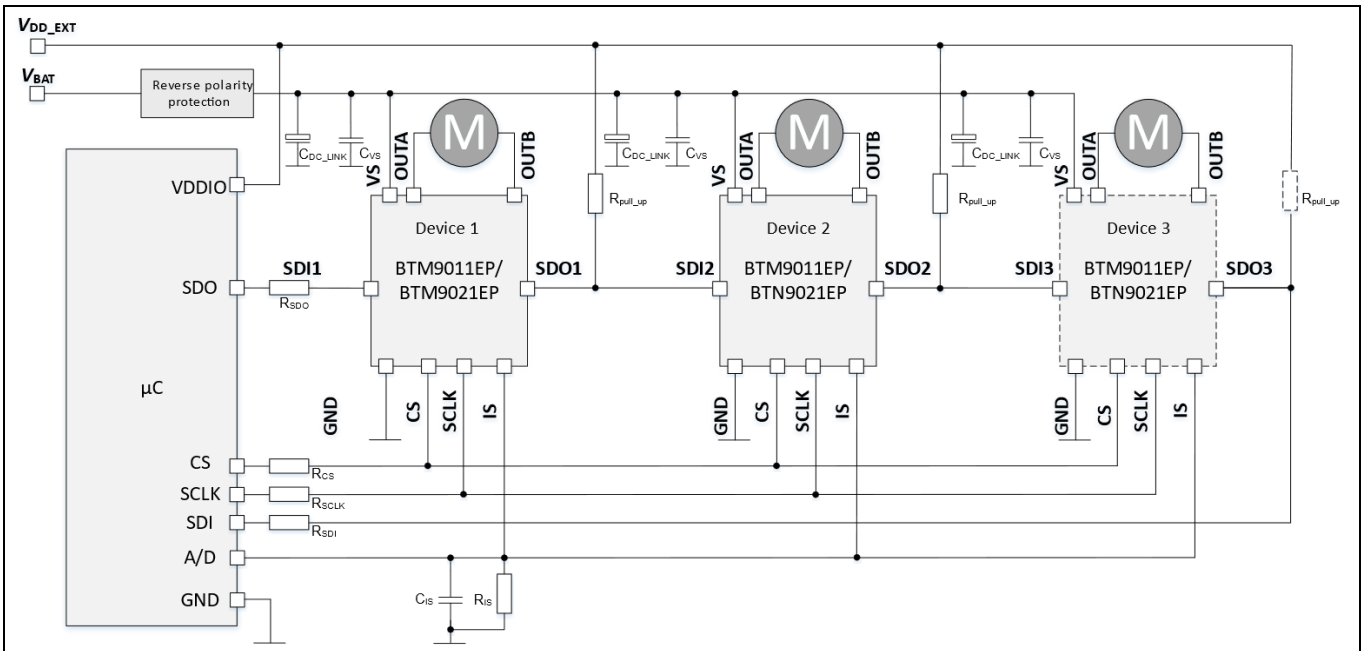 VDD_EXT
VBAT
Reverse polarity
protection
CDC_LINK
CVS
VS
OUTA
M
OUTB
CDC_LINK
CVS
VS
OUTA
M
OUTB
CDC_LINK
CVS
VS
OUTA
M
OUTB
VDDIO
Rpull_up
Rpull_up
Rpull_up
Device 1
Device 2
Device 3
SDO
SDI1
RSDO
BTM9011EP/
BTM9021EP
SDO1
SDI2
BTM9011EP/
BTN9021EP
SDO2
SDI3
BTM9011EP/
BTN9021EP
SDO3
µC
GND
CS
SCLK
IS
GND
CS
SCLK
IS
GND
CS
SCLK
IS
CS
RCS
SCLK
RSCLK
SDI
RSDI
A/D
GND
CIS
RIS